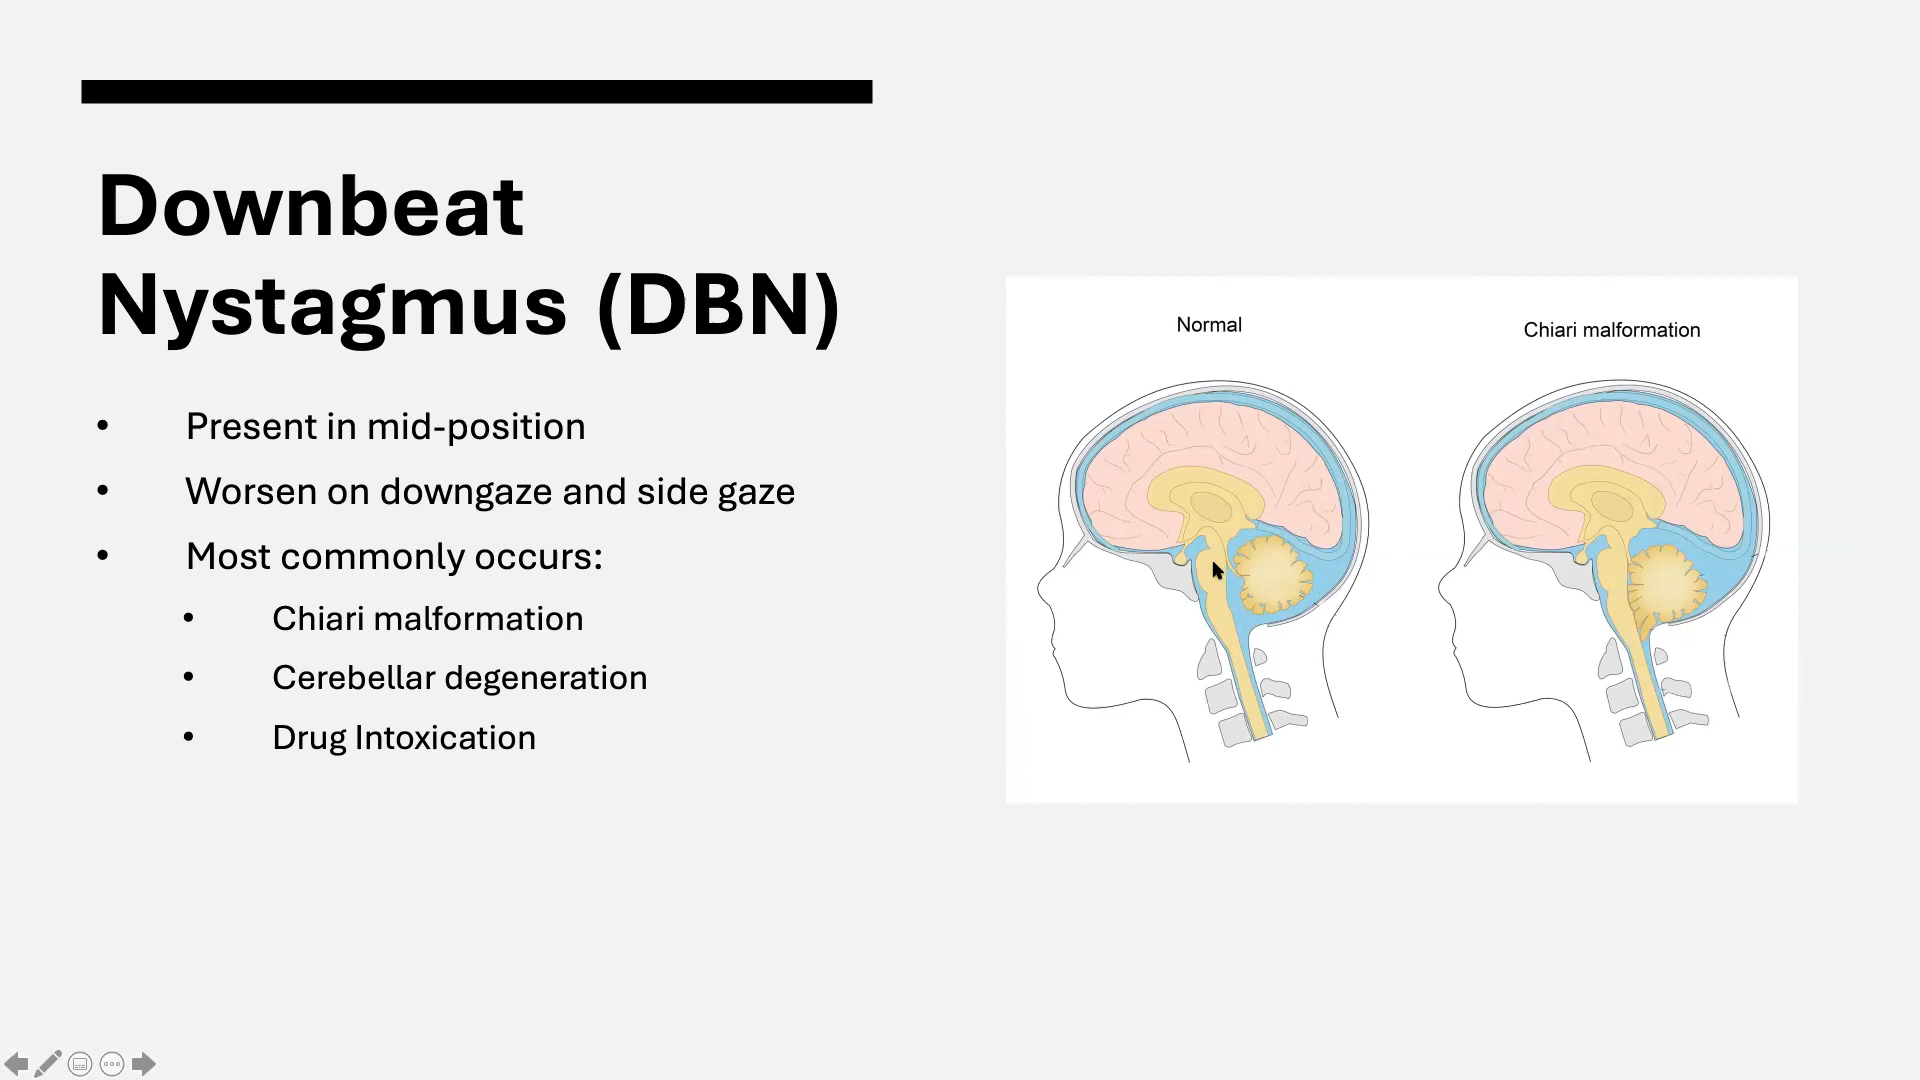 Downbeat
Nystagmus (DBN)
• Present in mid-position
• Worsen on downgaze and side gaze
• Most commonly occurs:
• Chiari malformation
• Cerebellar degeneration
• Drug Intoxication
Normal
Chiari malformation